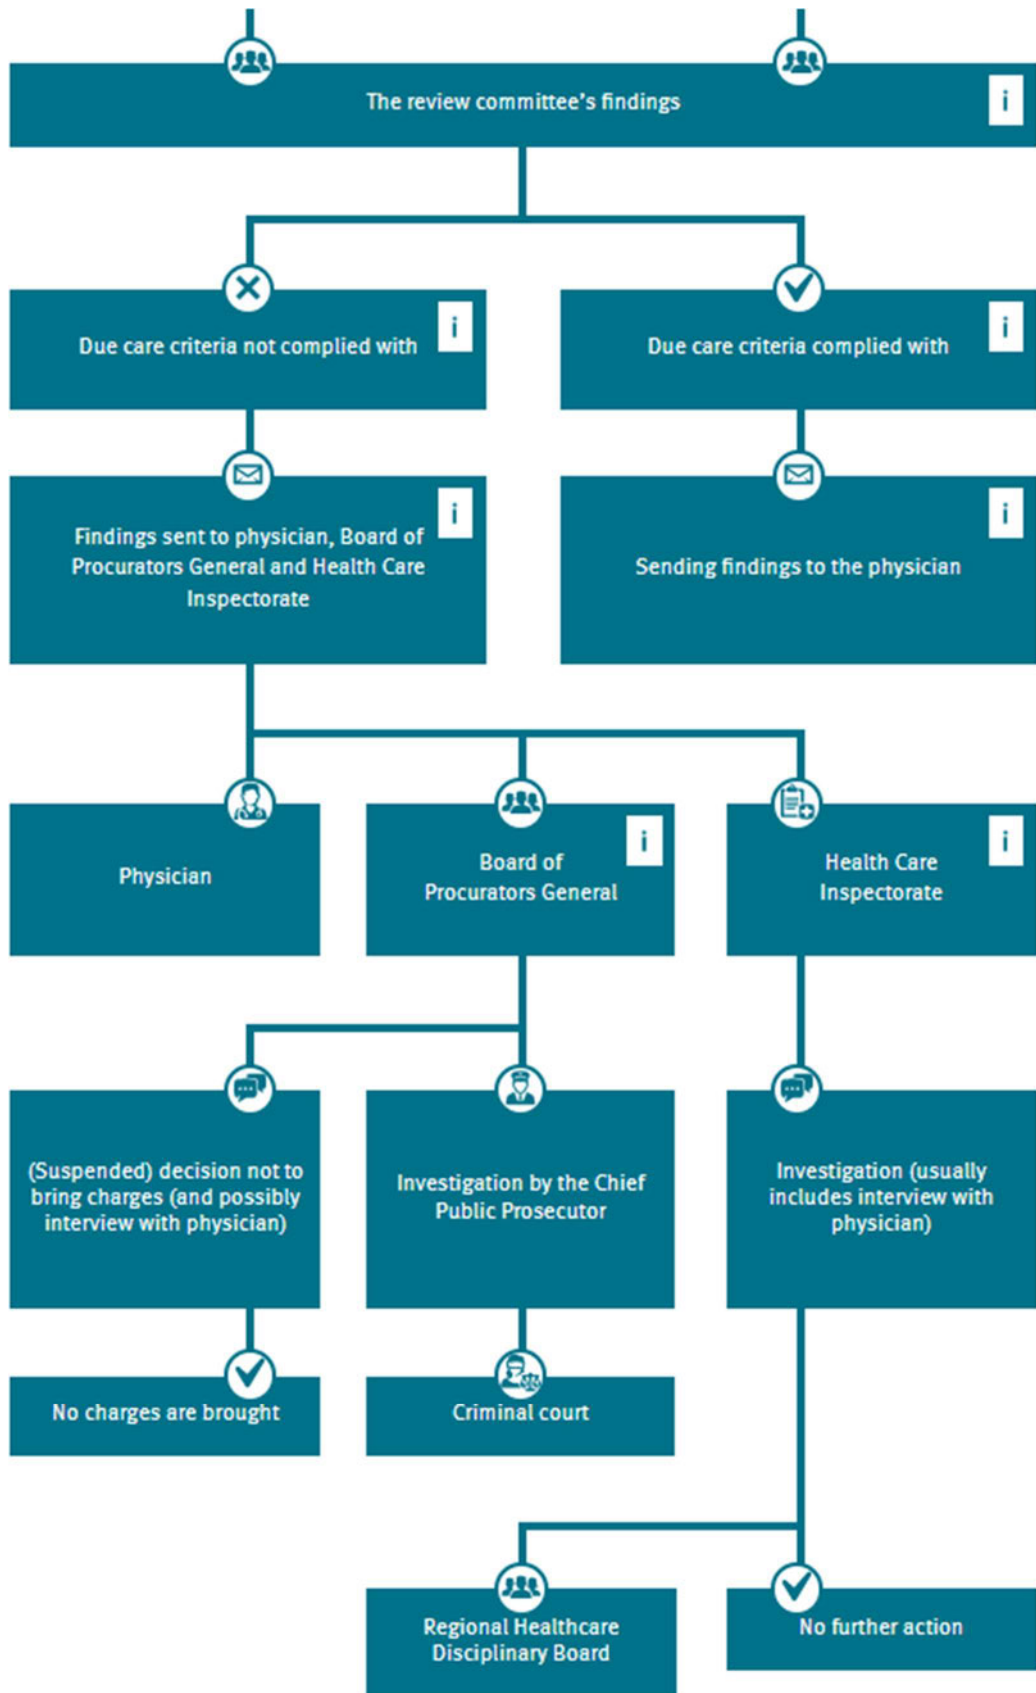 The review committee's findings
i
Due care criteria not complied with
i
Due care criteria complied with
i
Findings sent to physician, Board of
Procurators General and Health Care
Inspectorate
i
Sending findings to the physician
i
Physician
Board of
Procurators General
i
Health Care
Inspectorate
i
(Suspended) decision not to
bring charges (and possibly
interview with physician)
Investigation by the Chief
Public Prosecutor
Investigation (usually
includes interview with
physician)
No charges are brought
Criminal court
Regional Healthcare
Disciplinary Board
No further action